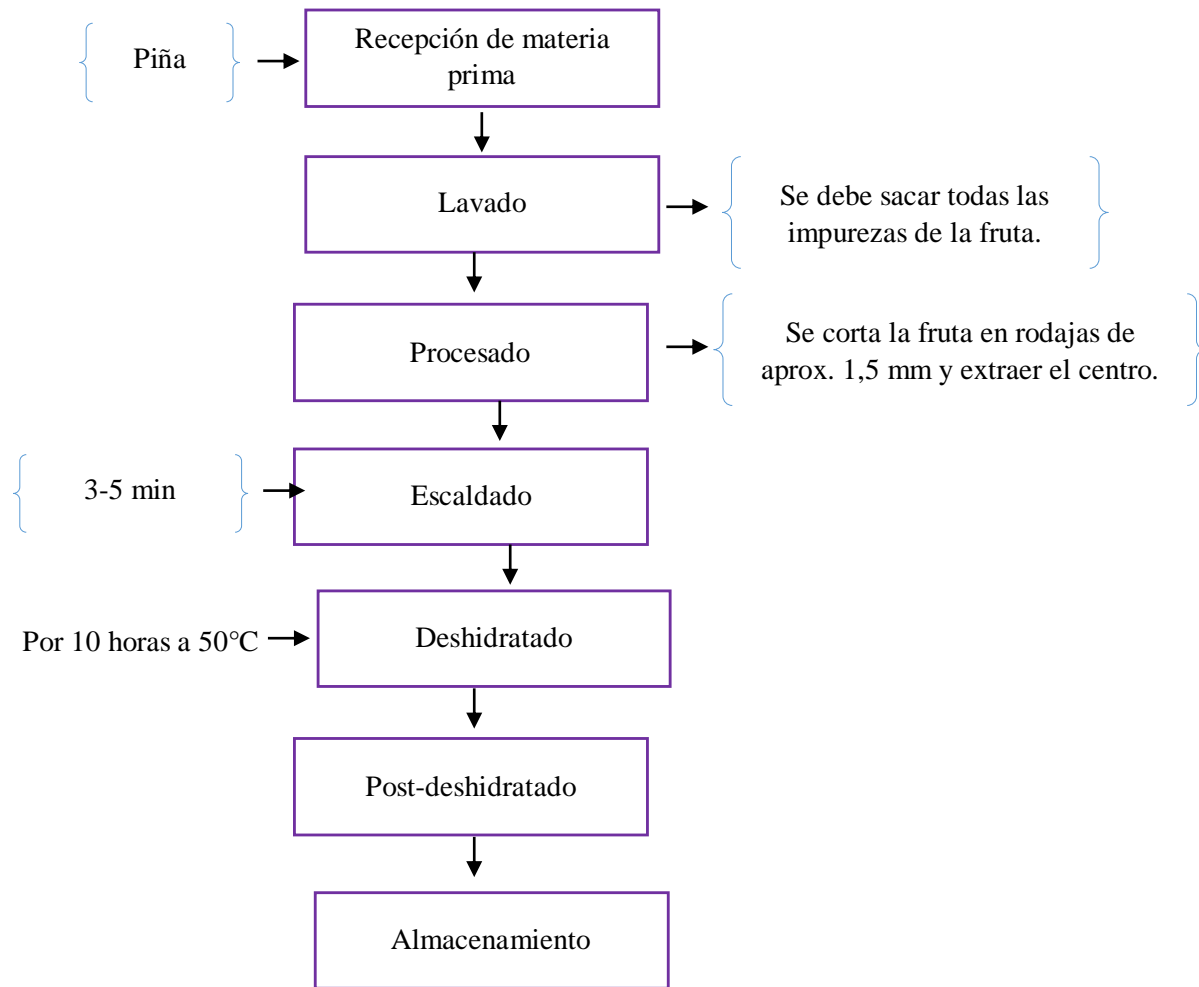 Piña
Recepción de materia
prima
Lavado
Se debe sacar todas las
impurezas de la fruta.
Procesado
Se corta la fruta en rodajas de
aprox. 1,5 mm y extraer el centro.
3-5 min
Escaldado
Por 10 horas a 50°C
Deshidratado
Post-deshidratado
Almacenamiento